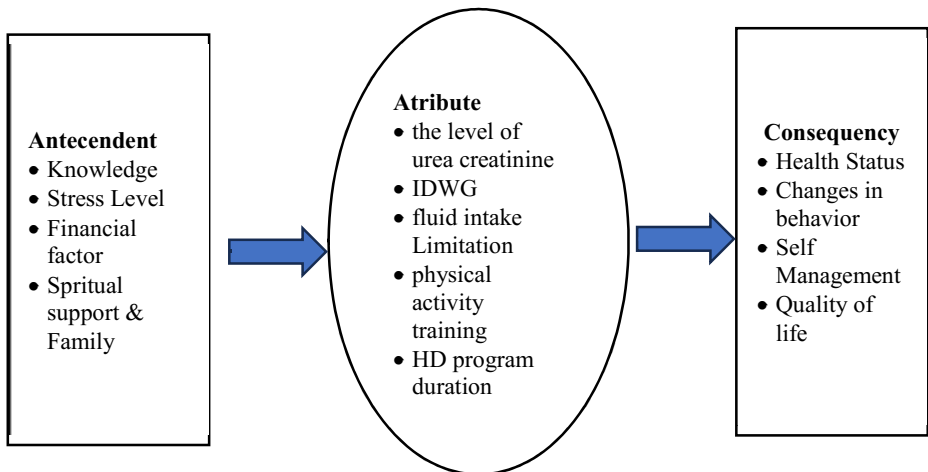 Antecendent
• Knowledge
• Stress Level
• Financial
factor
• Spritual
support &
Family
Atribute
• the level of
urea creatinine
• IDWG
• fluid intake
Limitation
• physical
activity
training
• HD program
duration
Consequency
• Health Status
• Changes in
behavior
• Self
Management
• Quality of
life